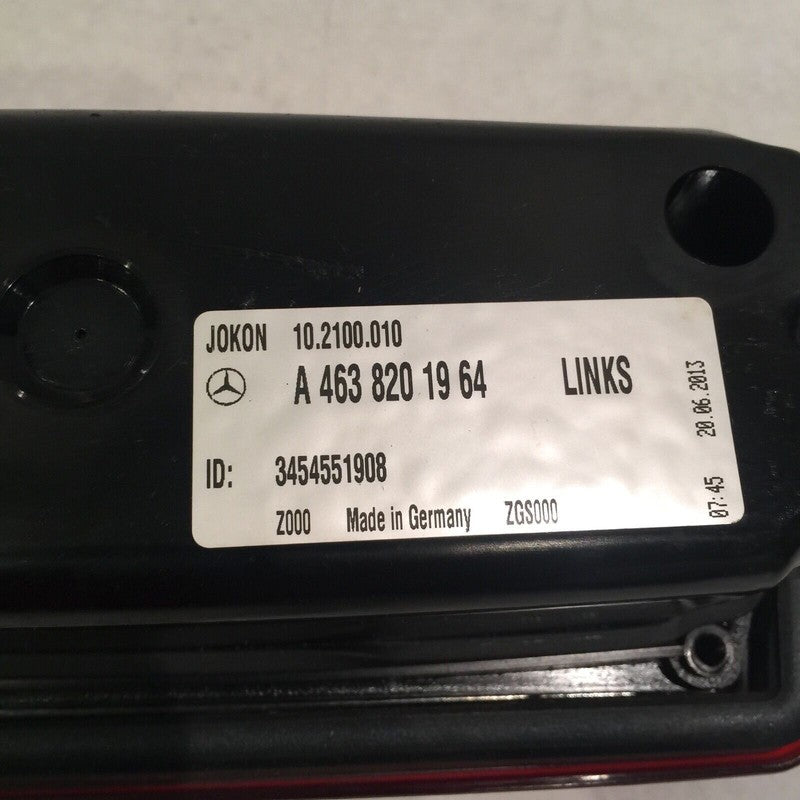 JOKON 10.2100.010
A 463 820 19 64 LINKS
ID: 3454551908
Z000 Made in Germany ZGS000
07:45 20.06.2013